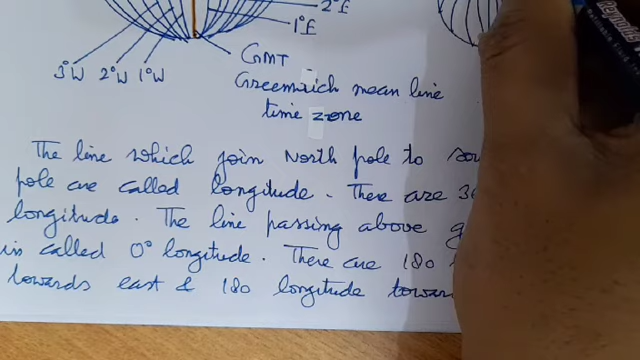 2°E
1°E
3°W 2°W 1°W
GMT
Greenwich mean line
time zone
The line which join North pole to
pole are called longitude. There are
longitude. The line passing above
is called 0° longitude. There are 180
towards east & 180 longitude
Reynolds